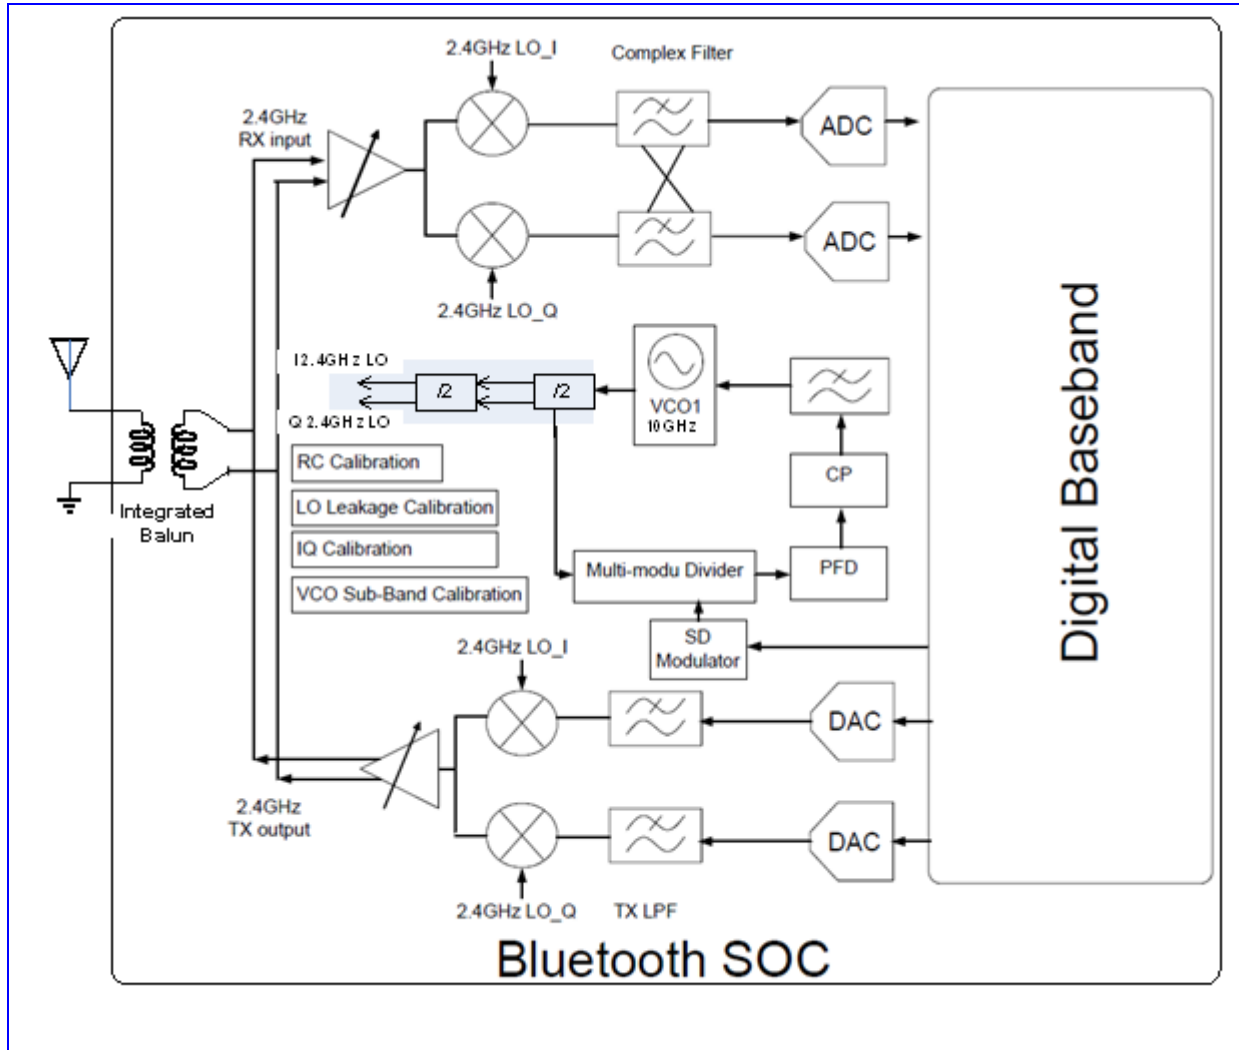 2.4GHz LO_I
Complex Filter
2.4GHz
RX input
ADC
ADC
2.4GHz LO_Q
I2.4GHz LO
/2
/2
Q 2.4GHz LO
VCO1
10GHz
RC Calibration
LO Leakage Calibration
IQ Calibration
VCO Sub-Band Calibration
CP
PFD
Multi-modu Divider
SD
Modulator
Integrated
Balun
Digital Baseband
2.4GHz LO_I
DAC
2.4GHz
TX output
DAC
2.4GHz LO_Q
TX LPF
Bluetooth SOC